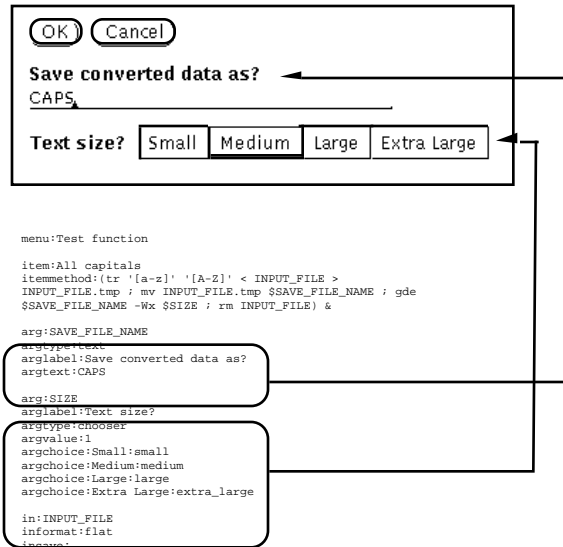 OK Cancel
Save converted data as?
CAPS
Text size? Small Medium Large Extra Large
menu:Test function
item:All capitals
itemmethod:(tr '[a-z]' '[A-Z]' < INPUT_FILE >
INPUT_FILE.tmp ; mv INPUT_FILE.tmp $SAVE_FILE_NAME ; gde
$SAVE_FILE_NAME -Wx $SIZE ; rm INPUT_FILE) &
arg:SAVE_FILE_NAME
argtype:text
arglabel:Save converted data as?
argtext:CAPS
arg:SIZE
arglabel:Text size?
argtype:chooser
argvalue:1
argchoice:Small:small
argchoice:Medium:medium
argchoice:Large:large
argchoice:Extra Large:extra_large
in:INPUT_FILE
informat:flat
insave: